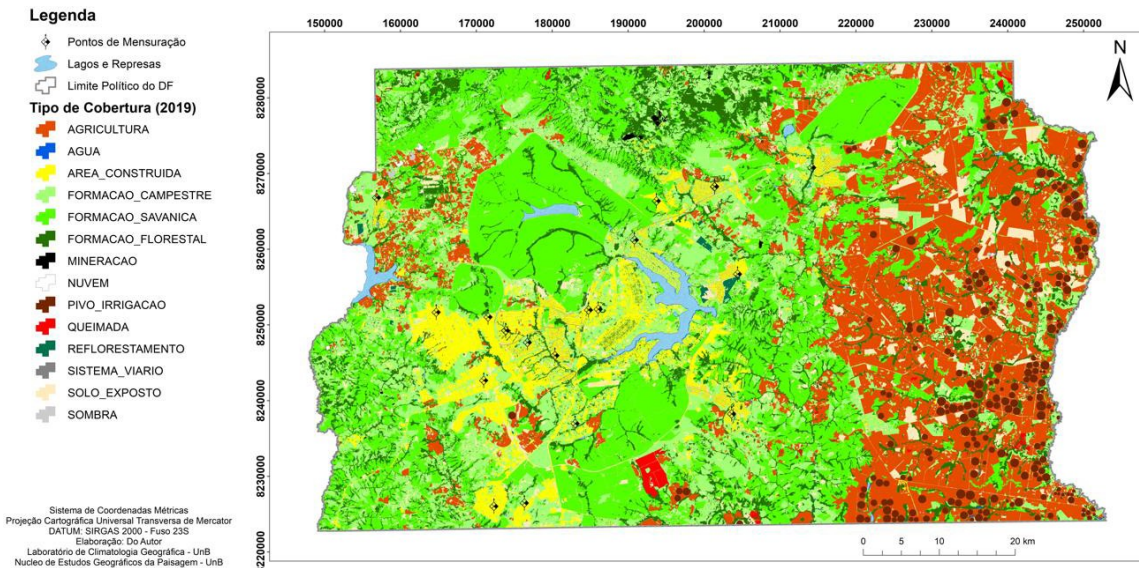 Legenda
Pontos de Mensuração
Lagos e Represas
Limite Político do DF
Tipo de Cobertura (2019)
AGRICULTURA
AGUA
AREA_CONSTRUIDA
FORMACAO_CAMPESTRE
FORMACAO_SAVANICA
FORMACAO_FLORESTAL
MINERACAO
NUVEM
PIVO_IRRIGACAO
QUEIMADA
REFLORESTAMENTO
SISTEMA_VIARIO
SOLO_EXPOSTO
SOMBRA
Sistema de Coordenadas Métricas
Projeção Cartográfica Universal Transversa de Mercator
DATUM: SIRGAS 2000 - Fuso 23S
Elaboração: Do Autor
Laboratório de Climatologia Geográfica - UnB
Nucleo de Estudos Geográficos da Paisagem - UnB
150000 160000 170000 180000 190000 200000 210000 220000 230000 240000 250000
N
8280000
8270000
8260000
8250000
8240000
8230000
8220000
0 5 10 20 km